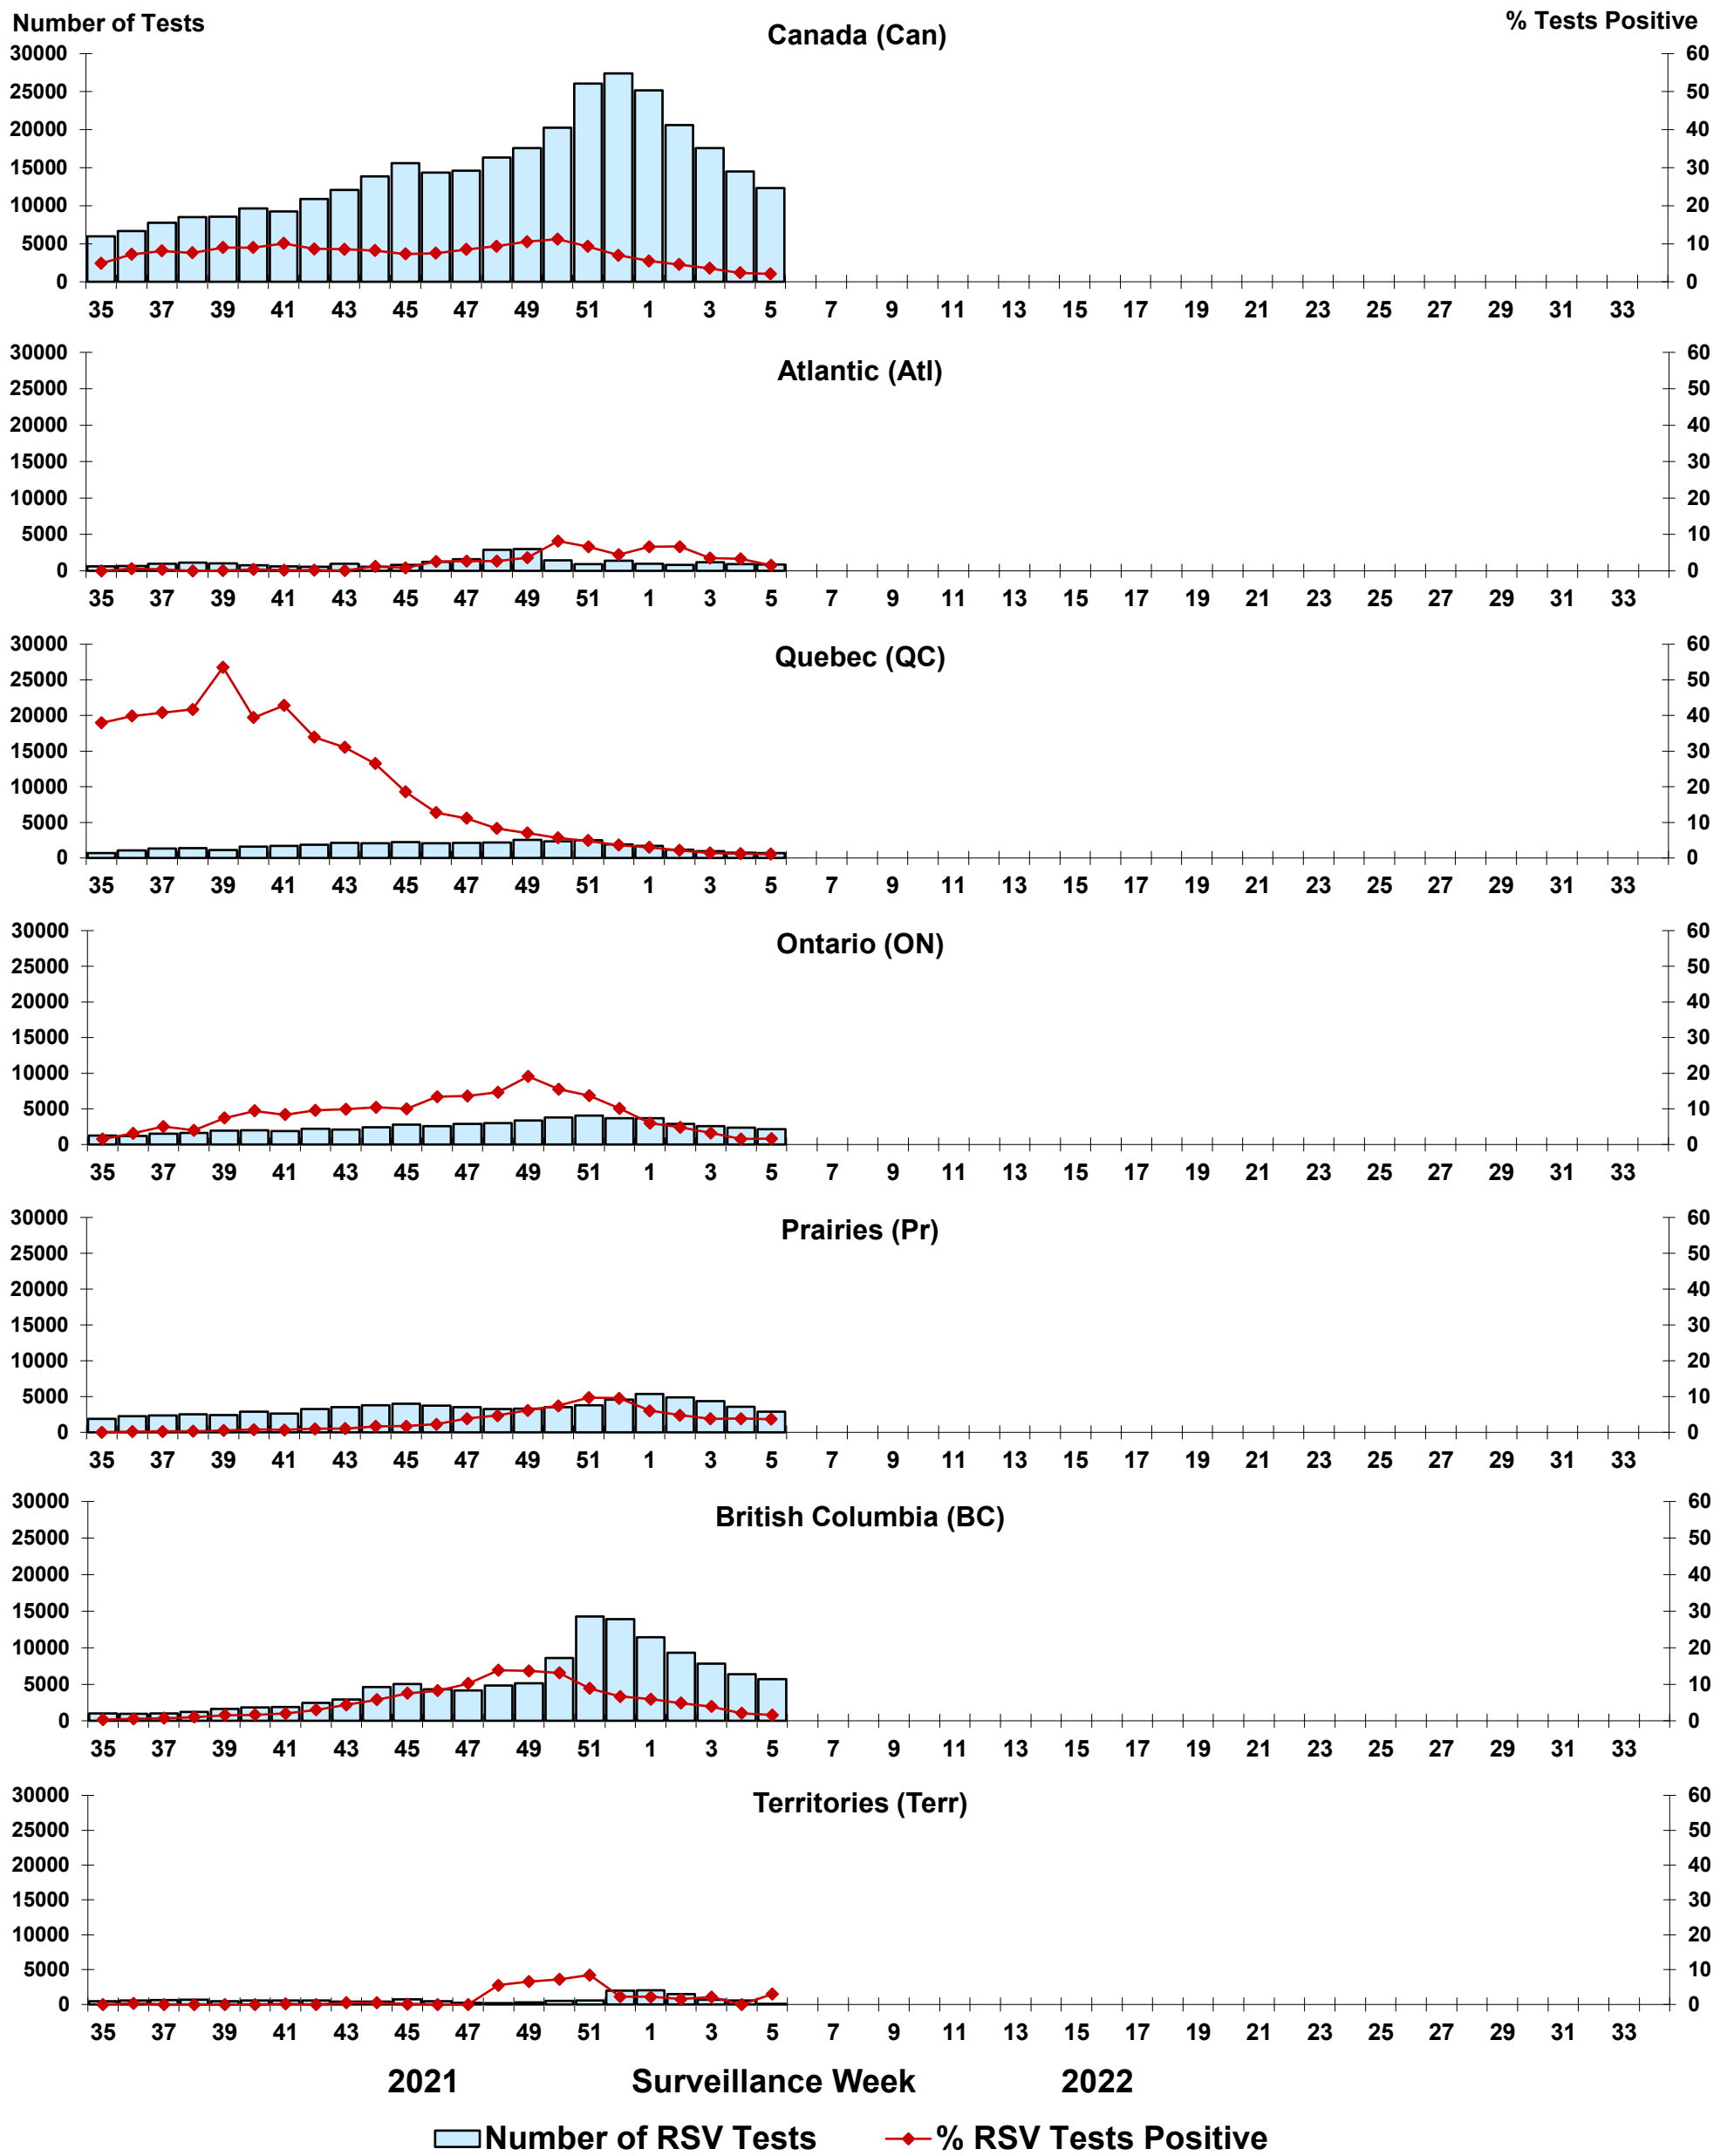 Number of Tests % Tests Positive
Canada (Can)
30000 60
25000 50
20000 40
15000 30
10000 20
5000 10
0 0
35 37 39 41 43 45 47 49 51 1 3 5 7 9 11 13 15 17 19 21 23 25 27 29 31 33
Atlantic (Atl)
30000 60
25000 50
20000 40
15000 30
10000 20
5000 10
0 0
35 37 39 41 43 45 47 49 51 1 3 5 7 9 11 13 15 17 19 21 23 25 27 29 31 33
Quebec (QC)
30000 60
25000 50
20000 40
15000 30
10000 20
5000 10
0 0
35 37 39 41 43 45 47 49 51 1 3 5 7 9 11 13 15 17 19 21 23 25 27 29 31 33
Ontario (ON)
30000 60
25000 50
20000 40
15000 30
10000 20
5000 10
0 0
35 37 39 41 43 45 47 49 51 1 3 5 7 9 11 13 15 17 19 21 23 25 27 29 31 33
Prairies (Pr)
30000 60
25000 50
20000 40
15000 30
10000 20
5000 10
0 0
35 37 39 41 43 45 47 49 51 1 3 5 7 9 11 13 15 17 19 21 23 25 27 29 31 33
British Columbia (BC)
30000 60
25000 50
20000 40
15000 30
10000 20
5000 10
0 0
35 37 39 41 43 45 47 49 51 1 3 5 7 9 11 13 15 17 19 21 23 25 27 29 31 33
Territories (Terr)
30000 60
25000 50
20000 40
15000 30
10000 20
5000 10
0 0
35 37 39 41 43 45 47 49 51 1 3 5 7 9 11 13 15 17 19 21 23 25 27 29 31 33
2021 Surveillance Week 2022
Number of RSV Tests % RSV Tests Positive